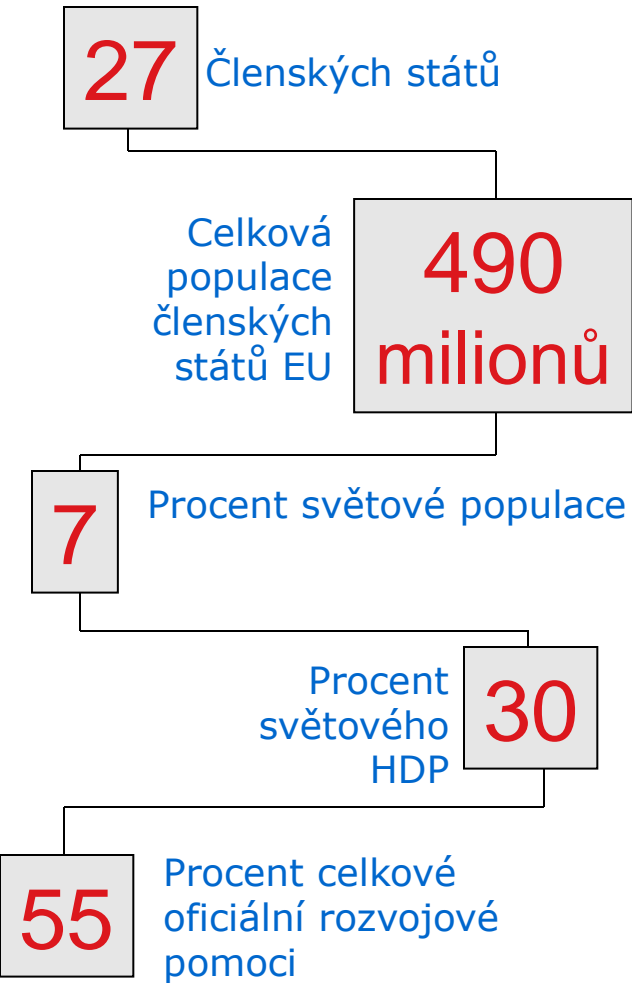 27
Členských států
Celková
populace
členských
států EU
490
milionů
7
Procent světové populace
Procent
světového
HDP
30
55
Procent celkové
oficiální rozvojové
pomoci